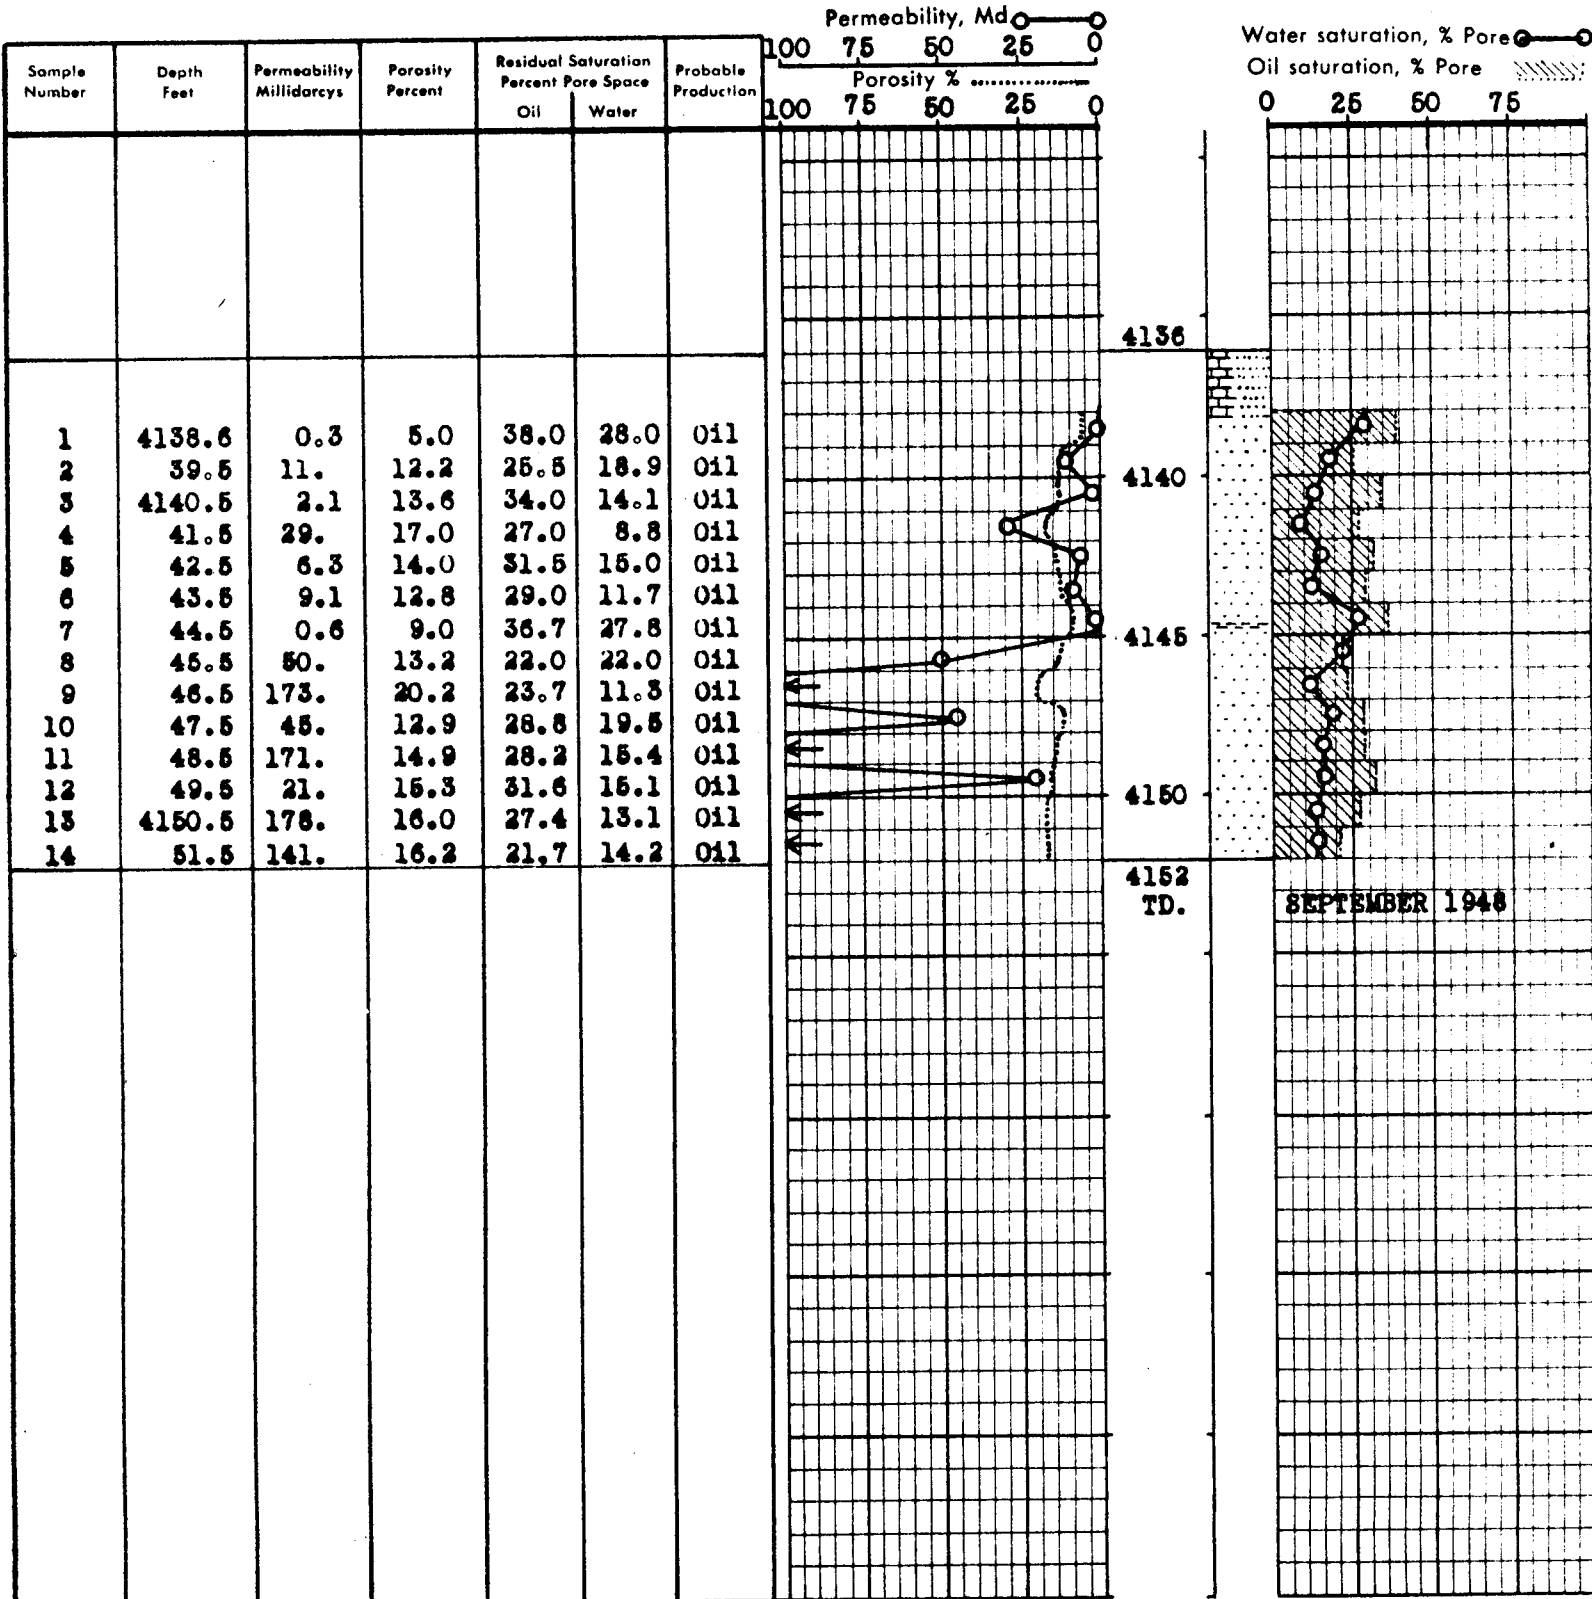 Permeability, Md
100 75 50 25 0
Porosity %
100 75 50 25 0
Water saturation, % Pore
Oil saturation, % Pore
0 25 50 75
Sample Number
Depth Feet
Permeability Millidarcys
Porosity Percent
Residual Saturation Percent Pore Space
Oil Water
Probable Production
1 4138.6 0.3 5.0 38.0 28.0 Oil
2 39.5 11. 12.2 25.5 18.9 Oil
3 4140.5 2.1 13.6 34.0 14.1 Oil
4 41.5 29. 17.0 27.0 8.8 Oil
5 42.5 6.3 14.0 31.5 15.0 Oil
6 43.5 9.1 12.8 29.0 11.7 Oil
7 44.5 0.6 9.0 36.7 27.8 Oil
8 45.5 50. 13.2 22.0 22.0 Oil
9 46.5 173. 20.2 23.7 11.3 Oil
10 47.5 45. 12.9 28.8 19.5 Oil
11 48.5 171. 14.9 28.2 15.4 Oil
12 49.5 21. 15.3 31.6 15.1 Oil
13 4150.5 178. 16.0 27.4 13.1 Oil
14 51.5 141. 16.2 21,7 14.2 Oil
4136
4140
4145
4150
4152
TD.
SEPTEMBER 1948